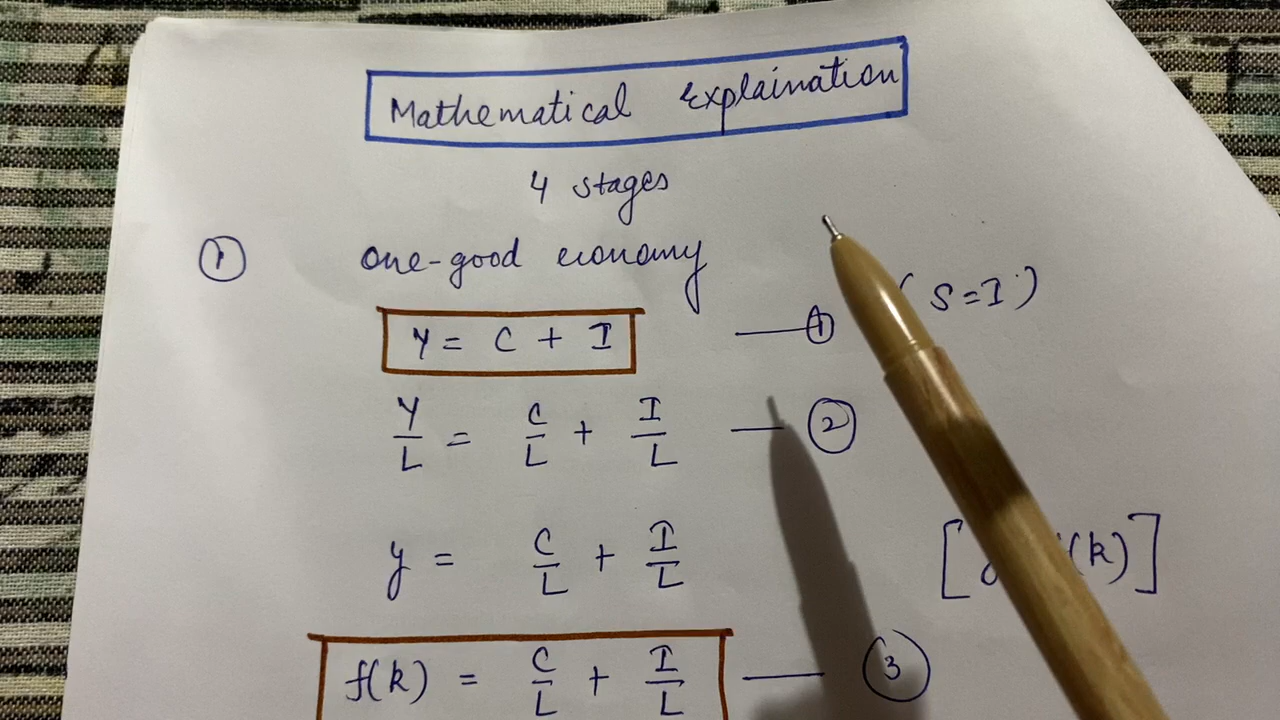 Mathematical Explaination
4 stages
① one-good economy
Y = C + I —① (S=I)
Y/L = C/L + I/L —②
y = C/L + I/L [y (k)]
f(k) = C/L + I/L —③